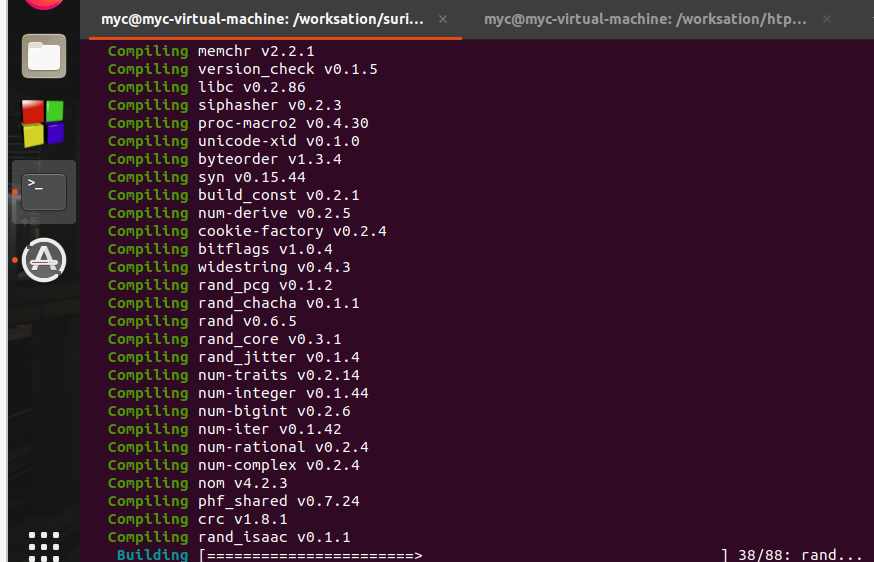 myc@myc-virtual-machine: /worksation/suri... × myc@myc-virtual-machine: /worksation/htp... ×
Compiling memchr v2.2.1
Compiling version_check v0.1.5
Compiling libc v0.2.86
Compiling siphasher v0.2.3
Compiling proc-macro2 v0.4.30
Compiling unicode-xid v0.1.0
Compiling byteorder v1.3.4
Compiling syn v0.15.44
Compiling build_const v0.2.1
Compiling num-derive v0.2.5
Compiling cookie-factory v0.2.4
Compiling bitflags v1.0.4
Compiling widestring v0.4.3
Compiling rand_pcg v0.1.2
Compiling rand_chacha v0.1.1
Compiling rand v0.6.5
Compiling rand_core v0.3.1
Compiling rand_jitter v0.1.4
Compiling num-traits v0.2.14
Compiling num-integer v0.1.44
Compiling num-bigint v0.2.6
Compiling num-iter v0.1.42
Compiling num-rational v0.2.4
Compiling num-complex v0.2.4
Compiling nom v4.2.3
Compiling phf_shared v0.7.24
Compiling crc v1.8.1
Compiling rand_isaac v0.1.1
Building [=======================> ] 38/88: rand...